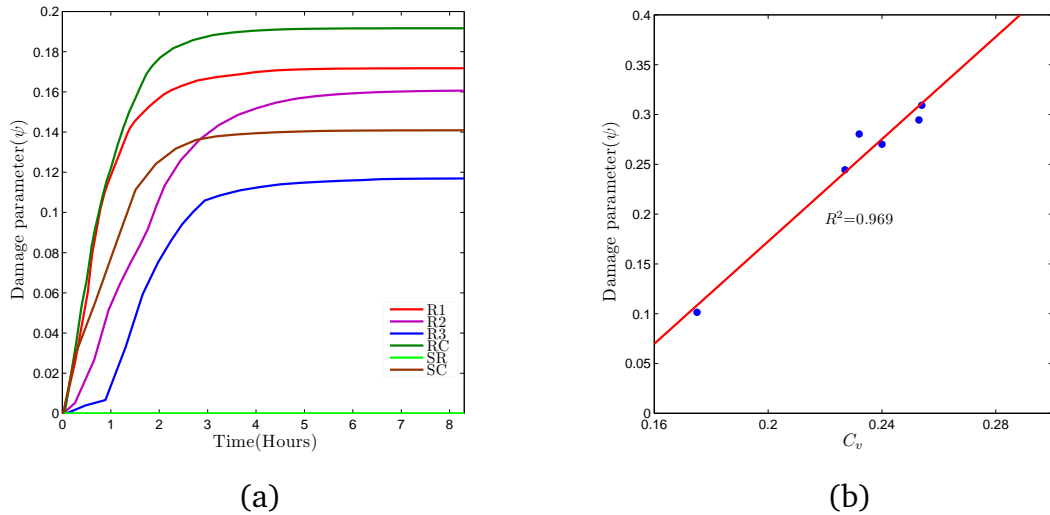 0.2
0.18
0.16
0.14
0.12
0.1
0.08
0.06
0.04
0.02
0
Damage parameter(ψ)
0 1 2 3 4 5 6 7 8
Time(Hours)
R1
R2
R3
RC
SR
SC
(a)
0.4
0.35
0.3
0.25
0.2
0.15
0.1
0.05
0
Damage parameter(ψ)
R²=0.969
0.16 0.2 0.24 0.28
Cᵥ
(b)